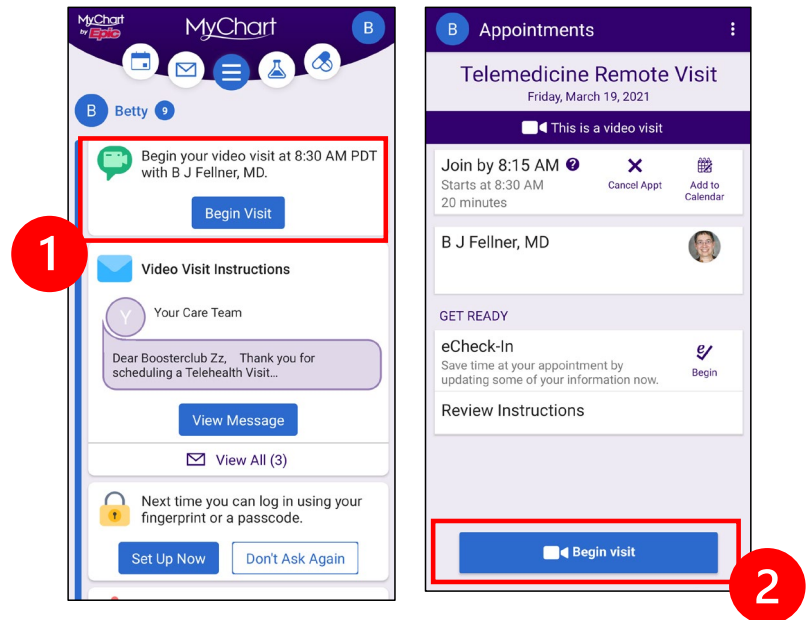 MyChart
by Epic
MyChart
B
B
Betty 9
Begin your video visit at 8:30 AM PDT
with B J Fellner, MD.
Begin Visit
1
Video Visit Instructions
Y
Your Care Team
Dear Boosterclub Zz, Thank you for
scheduling a Telehealth Visit...
View Message
View All (3)
Next time you can log in using your
fingerprint or a passcode.
Set Up Now
Don't Ask Again
B
Appointments
Telemedicine Remote Visit
Friday, March 19, 2021
This is a video visit
Join by 8:15 AM ?
Starts at 8:30 AM
20 minutes
Cancel Appt
Add to
Calendar
B J Fellner, MD
GET READY
eCheck-In
Save time at your appointment by
updating some of your information now.
e
Begin
Review Instructions
Begin visit
2